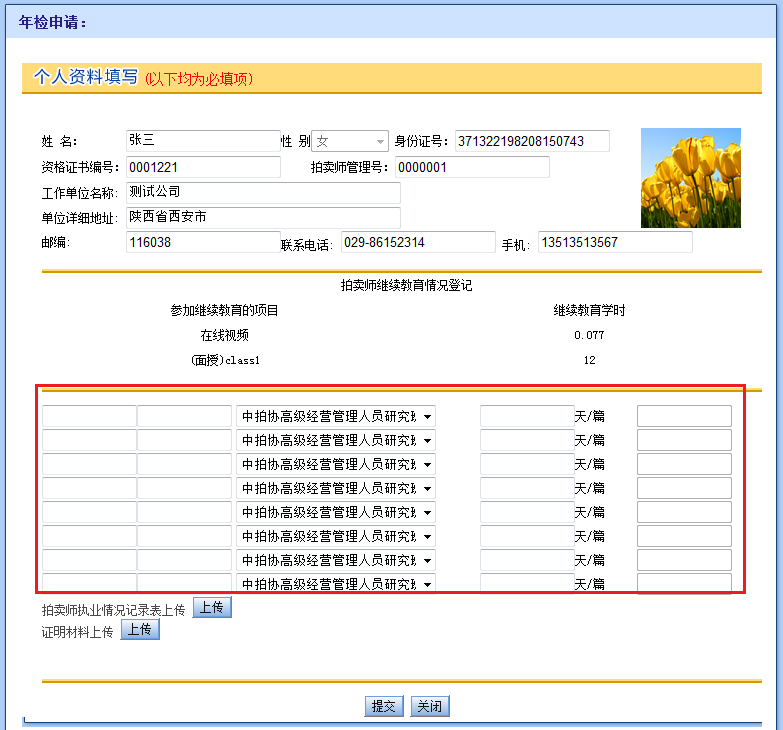 年检申请：
个人资料填写 (以下均为必填项)
姓 名： 张三 性 别 女 身份证号： 371322198208150743
资格证书编号： 0001221 拍卖师管理号： 0000001
工作单位名称： 测试公司
单位详细地址： 陕西省西安市
邮编： 116038 联系电话： 029-86152314 手机： 13513513567
拍卖师继续教育情况登记
参加继续教育的项目 继续教育学时
在线视频 0.077
(面授)class1 12
中拍协高级经营管理人员研究 天/篇
中拍协高级经营管理人员研究 天/篇
中拍协高级经营管理人员研究 天/篇
中拍协高级经营管理人员研究 天/篇
中拍协高级经营管理人员研究 天/篇
中拍协高级经营管理人员研究 天/篇
中拍协高级经营管理人员研究 天/篇
中拍协高级经营管理人员研究 天/篇
拍卖师执业情况记录表上传 上传
证明材料上传 上传
提交 关闭